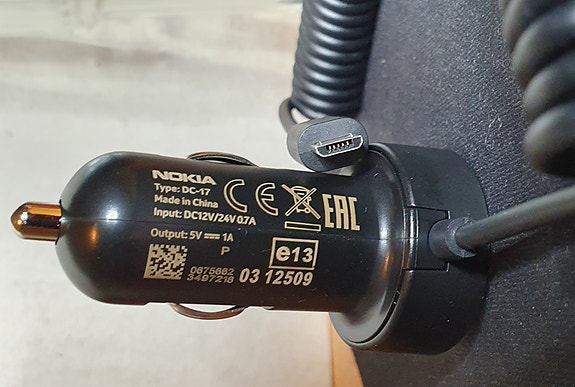 NOKIA
Type: DC-17
Made in China
Input: DC12V/24V 0.7A
Output: 5V ⎓ 1A
P
CE
EAC
e13
03 12509
0675662
3497218